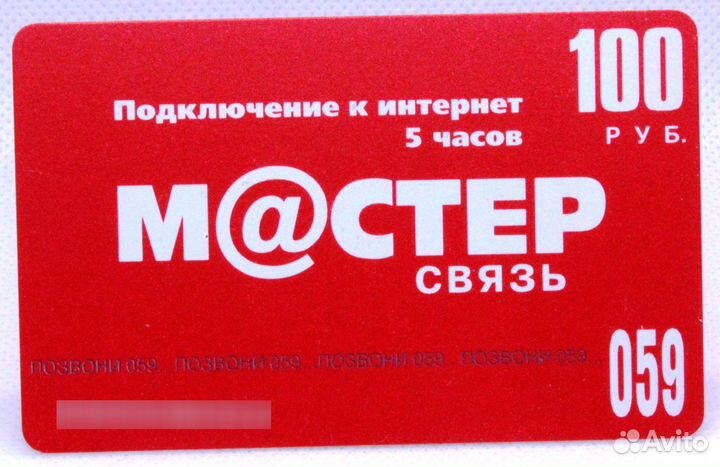 100
РУБ.
Подключение к интернет
5 часов
М@СТЕР
СВЯЗЬ
ПОЗВОНИ 059. ПОЗВОНИ 059. ПОЗВОНИ 059. ПОЗВОНИ 059...
059
Avito